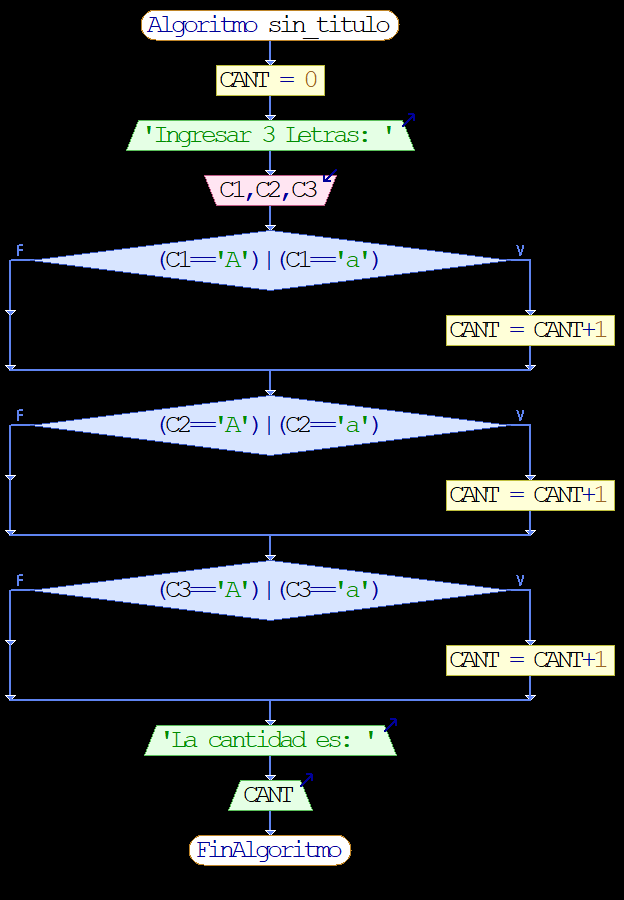 Algoritmo sin_titulo
CANT = 0
'Ingresar 3 Letras: '
C1,C2,C3
F
(C1=='A')|(C1=='a')
V
CANT = CANT+1
F
(C2=='A')|(C2=='a')
V
CANT = CANT+1
F
(C3=='A')|(C3=='a')
V
CANT = CANT+1
'La cantidad es: '
CANT
FinAlgoritmo